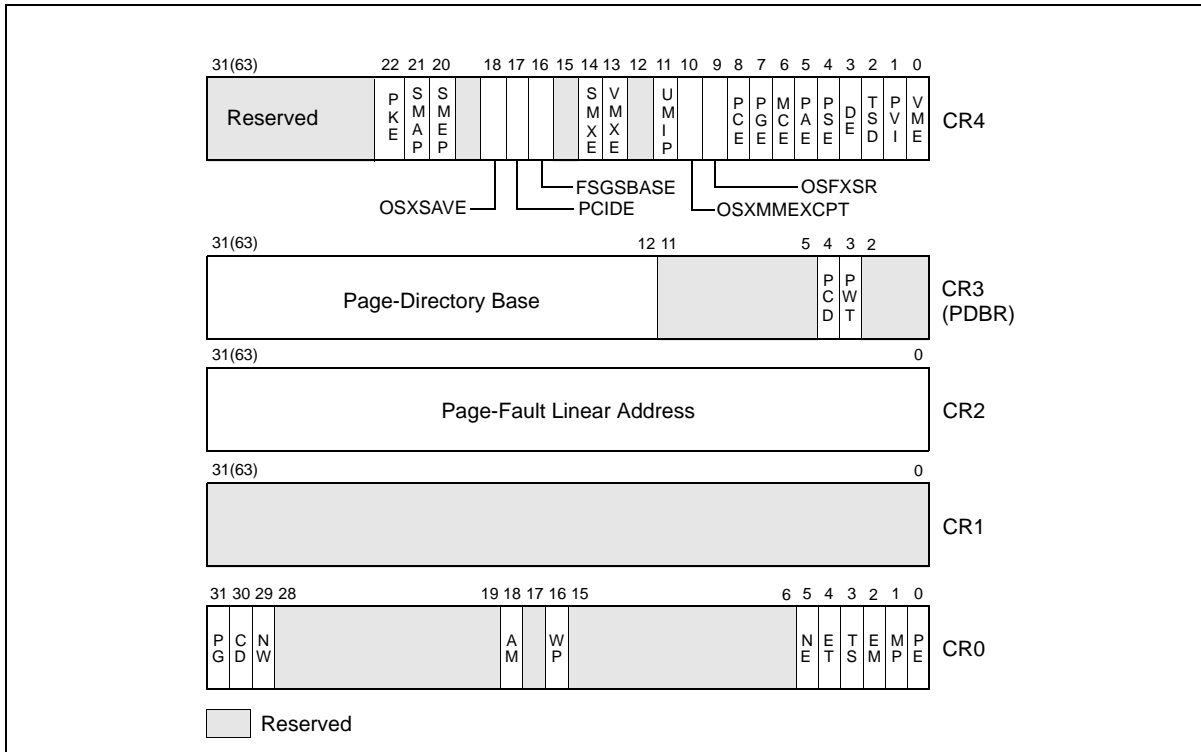 31(63) 22 21 20 18 17 16 15 14 13 12 11 10 9 8 7 6 5 4 3 2 1 0
Reserved PKE SMAP SMEP SMXE VMXE UMIP PCE PGE MCE PAE PSE DE TSD PVI VME CR4
FSGSBASE OSFXSR
OSXSAVE PCIDE OSXMMEXCPT
31(63) 12 11 5 4 3 2
Page-Directory Base PCD PWT CR3
(PDBR)
31(63) 0
Page-Fault Linear Address CR2
31(63) 0
CR1
31 30 29 28 19 18 17 16 15 6 5 4 3 2 1 0
PG CD NW AM WP NE ET TS EM MP PE CR0
Reserved